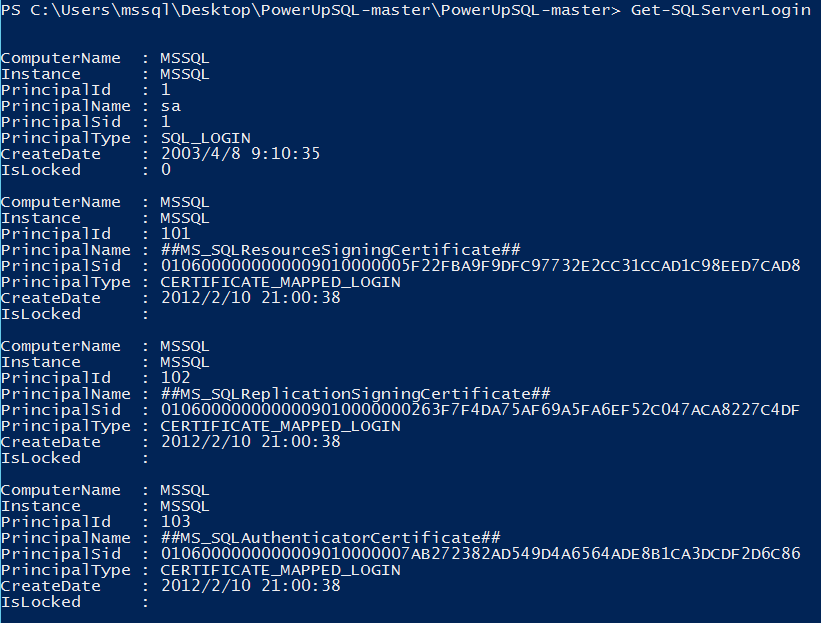 PS C:\Users\mssql\Desktop\PowerUpSQL-master\PowerUpSQL-master> Get-SQLServerLogin
ComputerName  : MSSQL
Instance      : MSSQL
PrincipalId   : 1
PrincipalName : sa
PrincipalSid  : 1
PrincipalType : SQL_LOGIN
CreateDate    : 2003/4/8 9:10:35
IsLocked      : 0
ComputerName  : MSSQL
Instance      : MSSQL
PrincipalId   : 101
PrincipalName : ##MS_SQLResourceSigningCertificate##
PrincipalSid  : 0106000000000009010000005F22FBA9F9DFC97732E2CC31CCAD1C98EED7CAD8
PrincipalType : CERTIFICATE_MAPPED_LOGIN
CreateDate    : 2012/2/10 21:00:38
IsLocked      :
ComputerName  : MSSQL
Instance      : MSSQL
PrincipalId   : 102
PrincipalName : ##MS_SQLReplicationSigningCertificate##
PrincipalSid  : 010600000000000901000000263F7F4DA75AF69A5FA6EF52C047ACA8227C4DF
PrincipalType : CERTIFICATE_MAPPED_LOGIN
CreateDate    : 2012/2/10 21:00:38
IsLocked      :
ComputerName  : MSSQL
Instance      : MSSQL
PrincipalId   : 103
PrincipalName : ##MS_SQLAuthenticatorCertificate##
PrincipalSid  : 0106000000000009010000007AB272382AD549D4A6564ADE8B1CA3DCDF2D6C86
PrincipalType : CERTIFICATE_MAPPED_LOGIN
CreateDate    : 2012/2/10 21:00:38
IsLocked      :